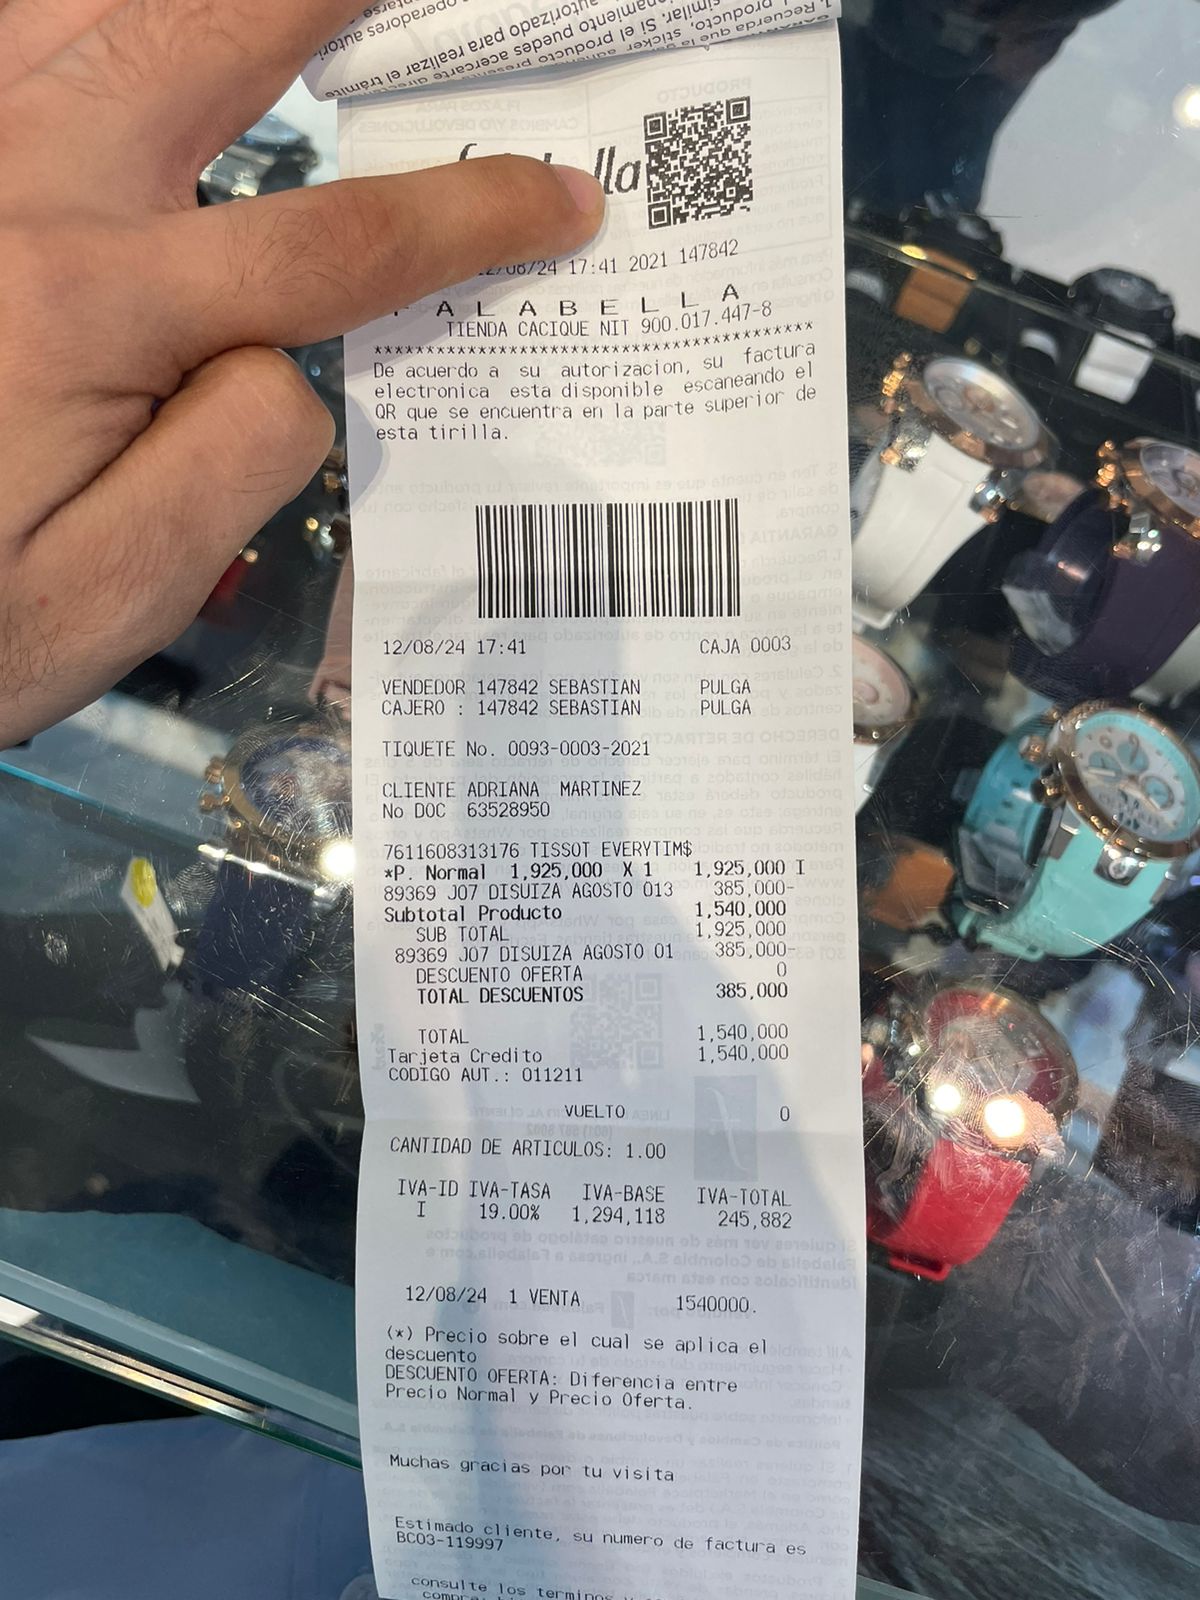 lla
12/08/24 17:41 2021 147842
FALABELLA
TIENDA CACIQUE NIT 900.017.447-8
******************************************
De acuerdo a su autorizacion, su factura
electronica esta disponible escaneando el
QR que se encuentra en la parte superior de
esta tirilla.
12/08/24 17:41 CAJA 0003
VENDEDOR 147842 SEBASTIAN PULGA
CAJERO : 147842 SEBASTIAN PULGA
TIQUETE No. 0093-0003-2021
CLIENTE ADRIANA MARTINEZ
No DOC 63528950
7611608313176 TISSOT EVERYTIM$
*P. Normal 1,925,000 X 1 1,925,000 I
89369 J07 DISUIZA AGOSTO 013 385,000-
Subtotal Producto 1,540,000
SUB TOTAL 1,925,000
89369 J07 DISUIZA AGOSTO 01 385,000-
DESCUENTO OFERTA 0
TOTAL DESCUENTOS 385,000
TOTAL 1,540,000
Tarjeta Credito 1,540,000
CODIGO AUT.: 011211
VUELTO 0
CANTIDAD DE ARTICULOS: 1.00
IVA-ID IVA-TASA IVA-BASE IVA-TOTAL
I 19.00% 1,294,118 245,882
12/08/24 1 VENTA 1540000.
(*) Precio sobre el cual se aplica el
descuento
DESCUENTO OFERTA: Diferencia entre
Precio Normal y Precio Oferta.
Muchas gracias por tu visita
Estimado cliente, su numero de factura es
BC03-119997
consulte los terminos y